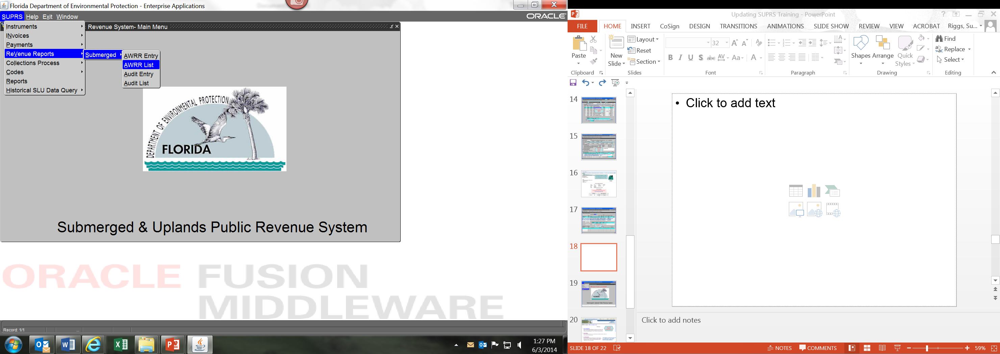 Florida Department of Environmental Protection - Enterprise Applications
SUPRS Help Exit Window
ORACLE
Instruments
INvoices
Payments
ReVenue Reports
Collections Process
Codes
Reports
Historical SLU Data Query
Revenue System- Main Menu
Submerged
AWRR Entry
AWRR List
Audit Entry
Audit List
DEPARTMENT OF ENVIRONMENTAL PROTECTION
FLORIDA
Submerged & Uplands Public Revenue System
ORACLE FUSION
MIDDLEWARE
Record: 1/1
...
1:27 PM
6/3/2014
Updating SUPRS Training - PowerPoint
FILE HOME INSERT CoSign DESIGN TRANSITIONS ANIMATIONS SLIDE SHOW REVIEW VIEW ACROBAT Riggs, Su...
Paste
Clipboard
New
Slide
Layout
Reset
Section
Slides
32
B I U S abc AV Aa A
Font
Paragraph
Shapes Arrange Quick
Styles
Drawing
Find
Replace
Select
Editing
14
15
16
17
18
19
20
FLORIDA
• Click to add text
Click to add notes
SLIDE 18 OF 22
NOTES COMMENTS
59%